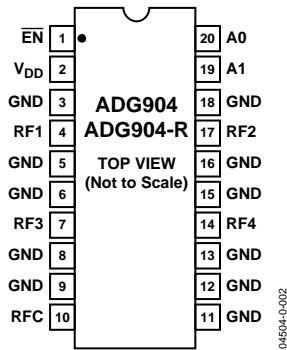 EN 1 20 A0
VDD 2 19 A1
GND 3 ADG904 18 GND
RF1 4 ADG904-R 17 RF2
GND 5 TOP VIEW 16 GND
GND 6 (Not to Scale) 15 GND
RF3 7 14 RF4
GND 8 13 GND
GND 9 12 GND
RFC 10 11 GND
04504-0-002